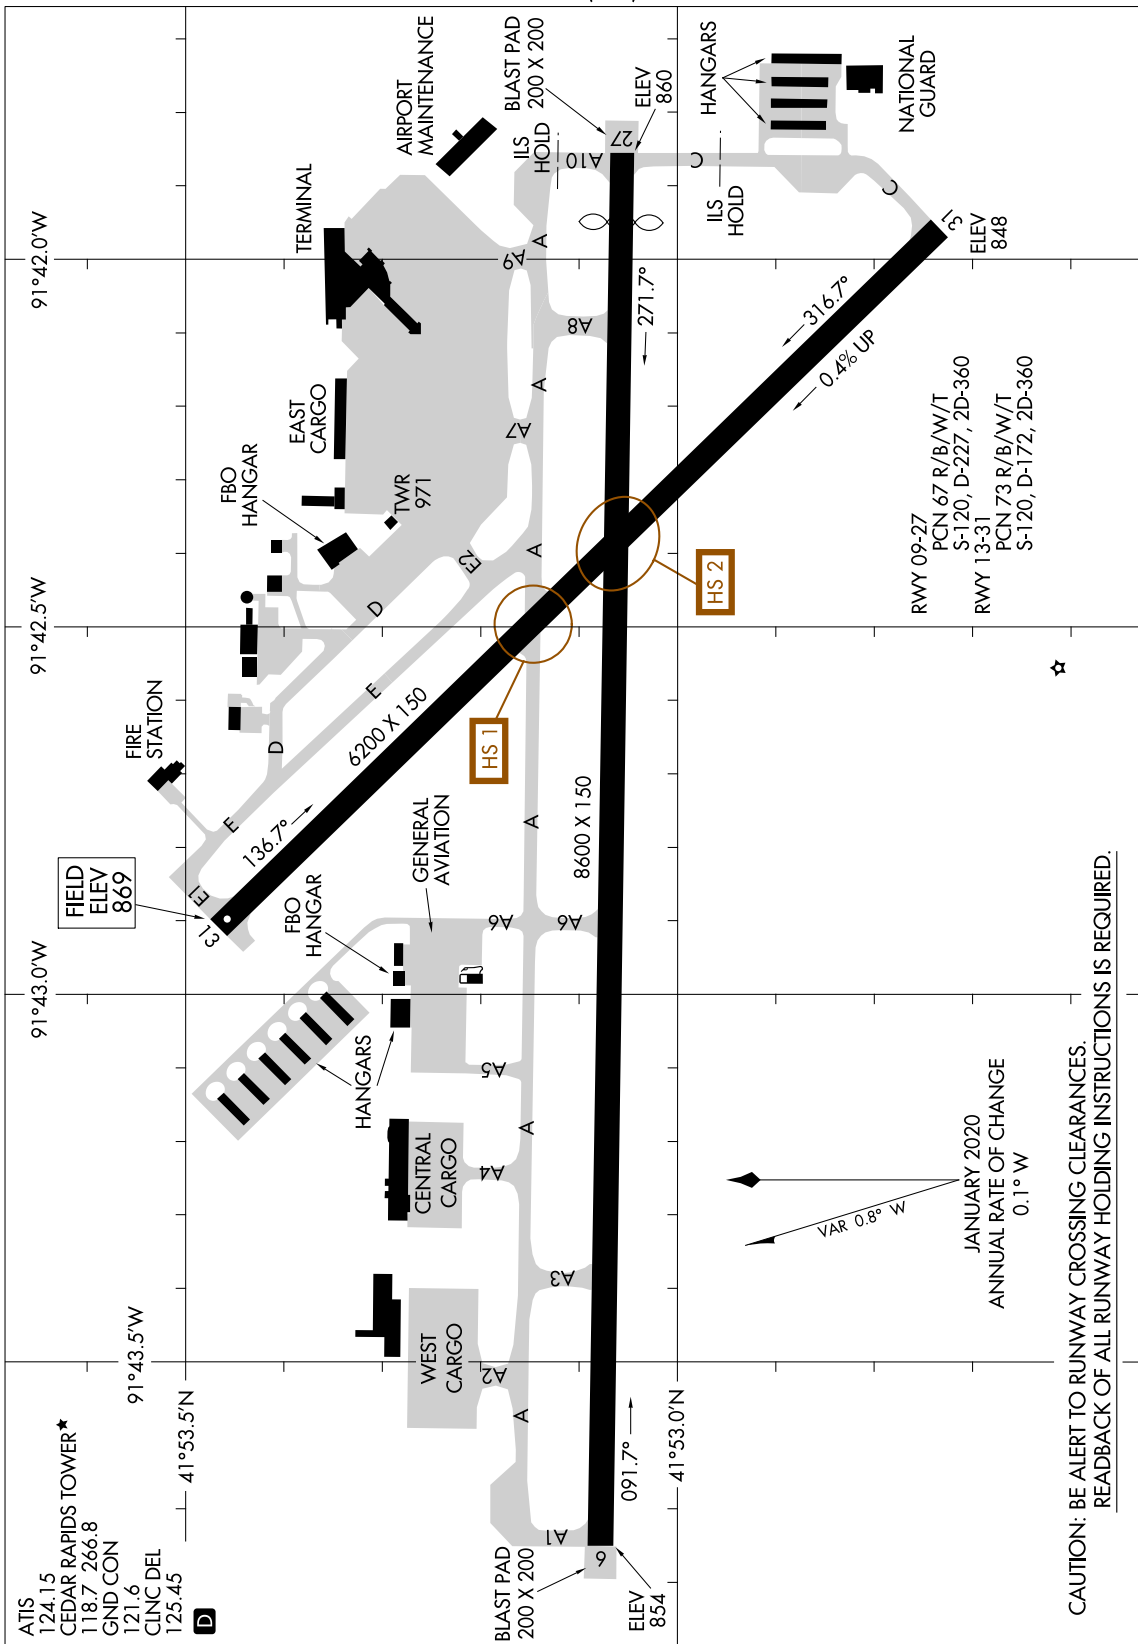 ATIS
124.15
CEDAR RAPIDS TOWER★
118.7 266.8
GND CON
121.6
CLNC DEL
125.45
D
91°43.5'W
91°43.0'W
91°42.5'W
91°42.0'W
41°53.5'N
41°53.0'N
FIELD
ELEV
869
FIRE
STATION
FBO
HANGAR
EAST
CARGO
TERMINAL
AIRPORT
MAINTENANCE
TWR
971
BLAST PAD
200 X 200
ILS
HOLD
ELEV
860
HANGARS
NATIONAL
GUARD
ILS
HOLD
ELEV
848
13
E1
E
136.7°
6200 X 150
D
E
D
E2
HS 1
HS 2
HANGARS
FBO
HANGAR
GENERAL
AVIATION
CENTRAL
CARGO
WEST
CARGO
A1
A
A2
A3
A4
A
A5
A6
A6
A
A
A7
A
A8
A9
A
A10
C
C
BLAST PAD
200 X 200
9
ELEV
854
091.7°
8600 X 150
271.7°
27
316.7°
0.4% UP
31
RWY 09-27
PCN 67 R/B/W/T
S-120, D-227, 2D-360
RWY 13-31
PCN 73 R/B/W/T
S-120, D-172, 2D-360
VAR 0.8° W
JANUARY 2020
ANNUAL RATE OF CHANGE
0.1° W
CAUTION: BE ALERT TO RUNWAY CROSSING CLEARANCES.
READBACK OF ALL RUNWAY HOLDING INSTRUCTIONS IS REQUIRED.